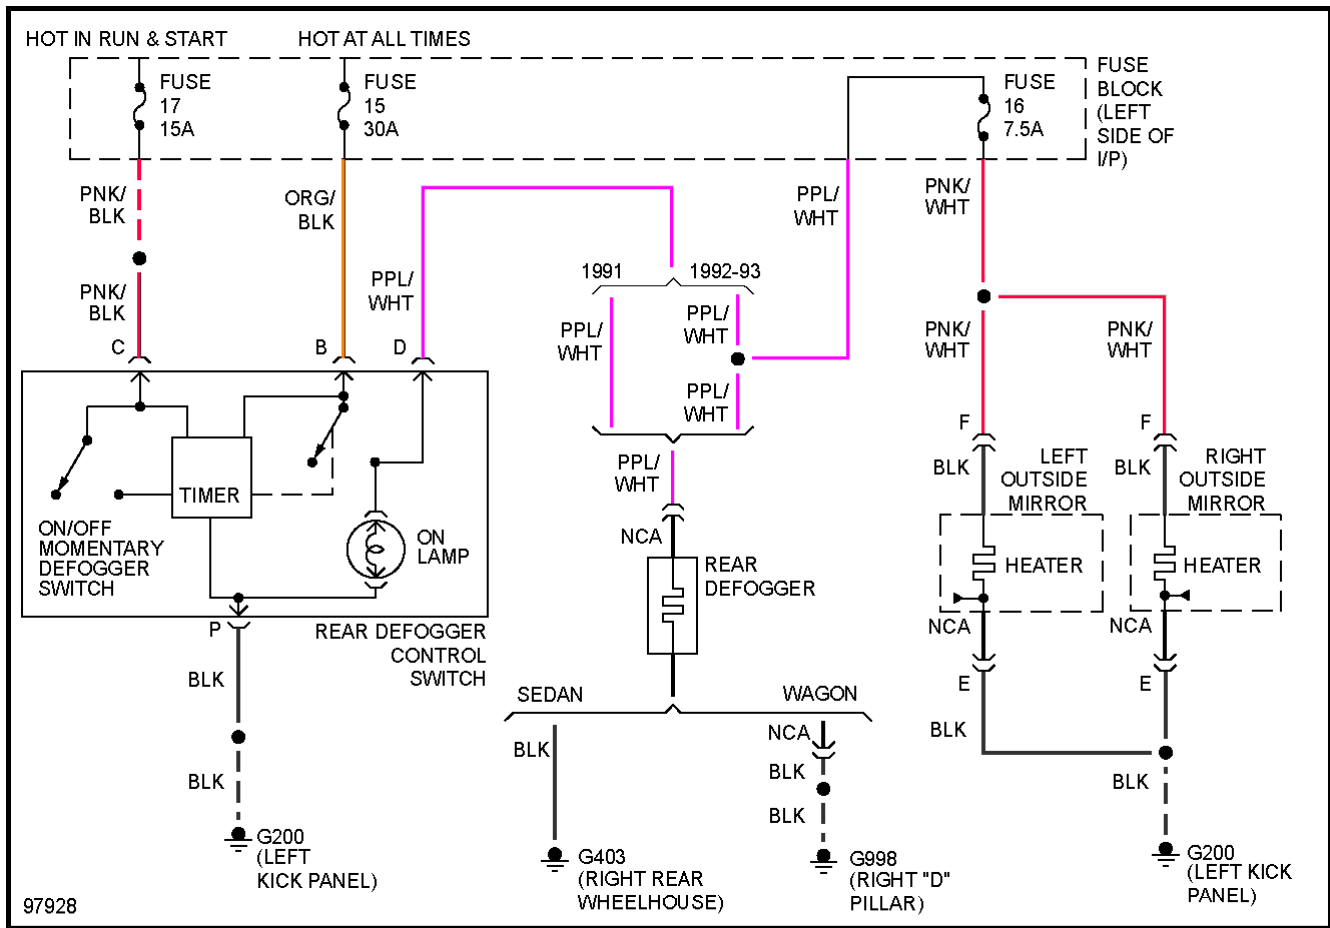 HOT IN RUN & START
HOT AT ALL TIMES
FUSE
17
15A
FUSE
15
30A
FUSE
16
7.5A
FUSE
BLOCK
(LEFT
SIDE OF
I/P)
PNK/
BLK
ORG/
BLK
PPL/
WHT
PNK/
WHT
PNK/
BLK
PPL/
WHT
1991
1992-93
PPL/
WHT
PPL/
WHT
PPL/
WHT
PNK/
WHT
PNK/
WHT
C
B
D
F
F
BLK
BLK
LEFT
OUTSIDE
MIRROR
RIGHT
OUTSIDE
MIRROR
PPL/
WHT
TIMER
ON/OFF
MOMENTARY
DEFOGGER
SWITCH
ON
LAMP
NCA
REAR
DEFOGGER
HEATER
HEATER
NCA
NCA
P
REAR DEFOGGER
CONTROL
SWITCH
BLK
SEDAN
WAGON
E
E
BLK
NCA
BLK
BLK
BLK
BLK
BLK
BLK
G200
(LEFT
KICK PANEL)
G403
(RIGHT REAR
WHEELHOUSE)
G998
(RIGHT "D"
PILLAR)
G200
(LEFT KICK
PANEL)
97928